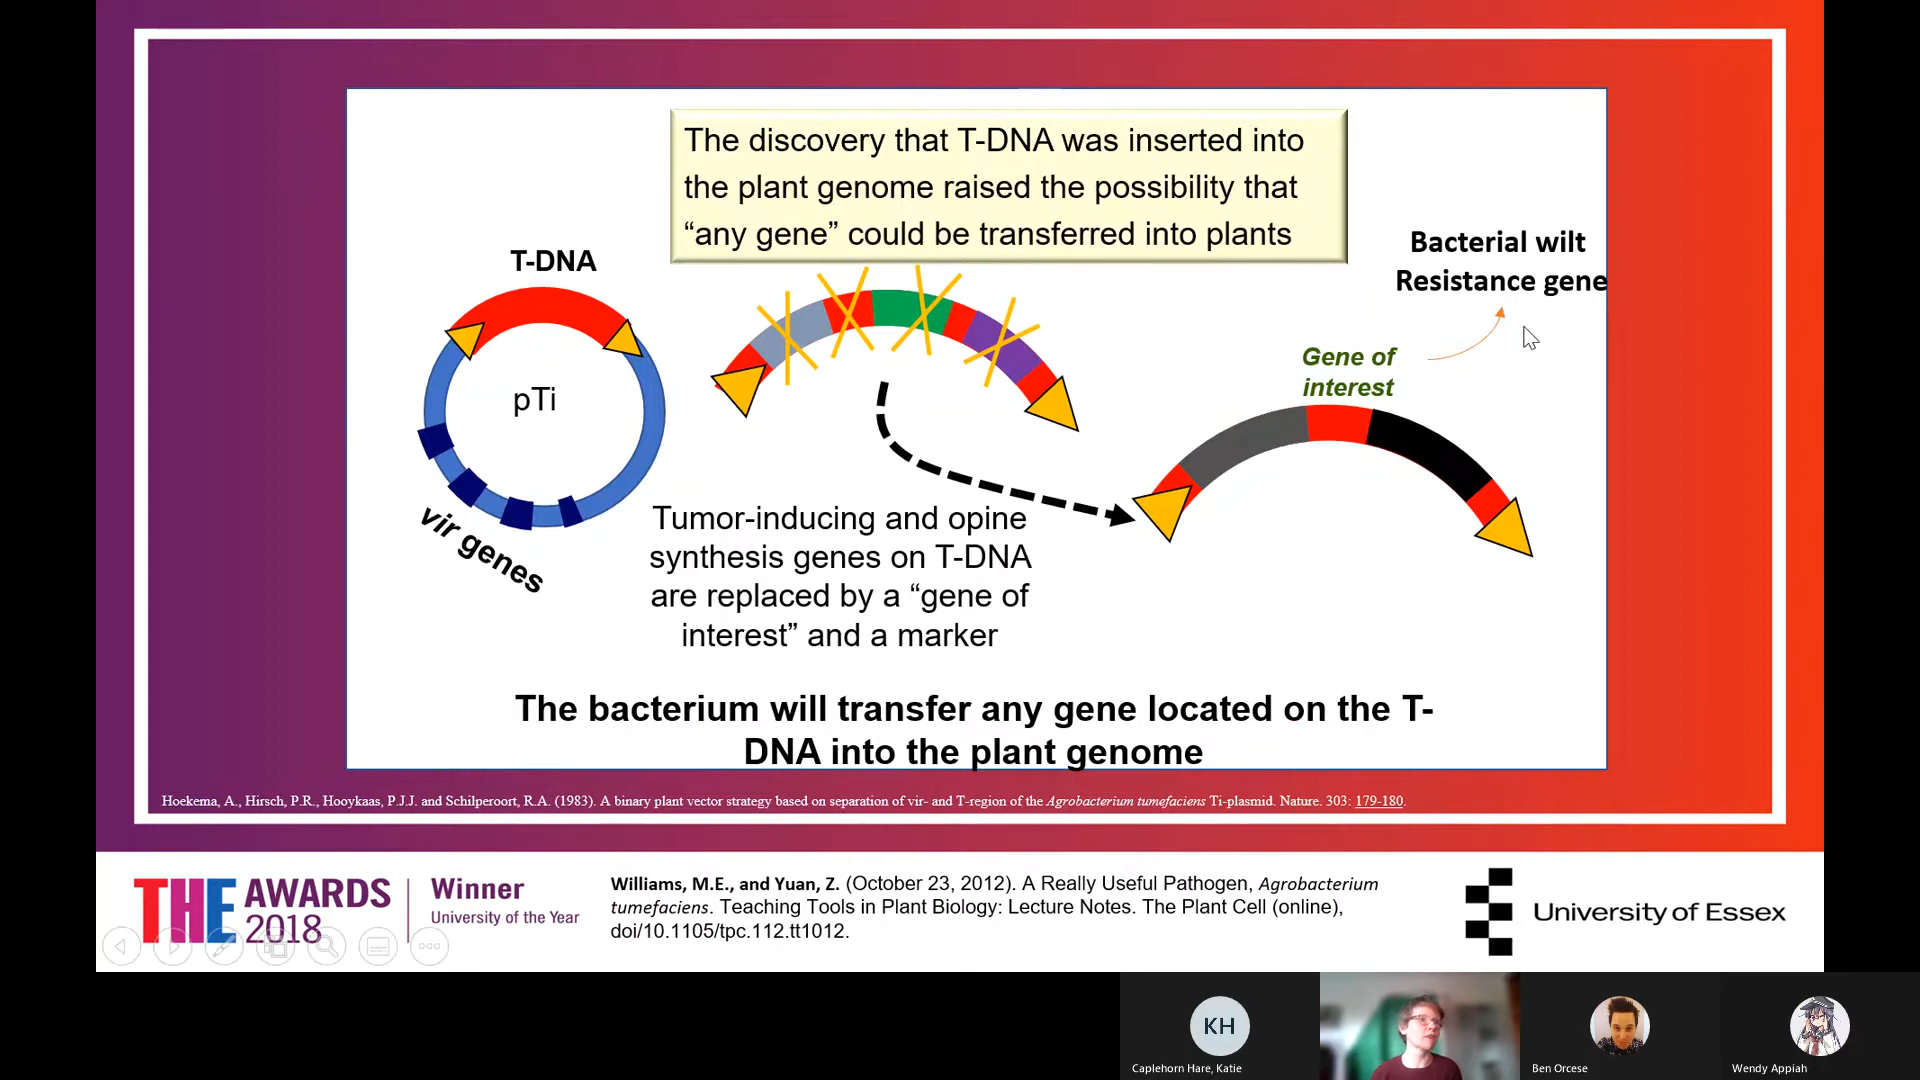 The discovery that T-DNA was inserted into
the plant genome raised the possibility that
“any gene” could be transferred into plants
T-DNA
pTi
vir genes
Bacterial wilt
Resistance gene
Gene of
interest
Tumor-inducing and opine
synthesis genes on T-DNA
are replaced by a “gene of
interest” and a marker
The bacterium will transfer any gene located on the T-
DNA into the plant genome
Hoekema, A., Hirsch, P.R., Hooykaas, P.J.J. and Schilperoort, R.A. (1983). A binary plant vector strategy based on separation of vir- and T-region of the Agrobacterium tumefaciens Ti-plasmid. Nature. 303: 179-180.
THE AWARDS
2018
Winner
University of the Year
Williams, M.E., and Yuan, Z. (October 23, 2012). A Really Useful Pathogen, Agrobacterium
tumefaciens. Teaching Tools in Plant Biology: Lecture Notes. The Plant Cell (online),
doi/10.1105/tpc.112.tt1012.
University of Essex
KH
Caplehorn Hare, Katie
Ben Orcese
Wendy Appiah